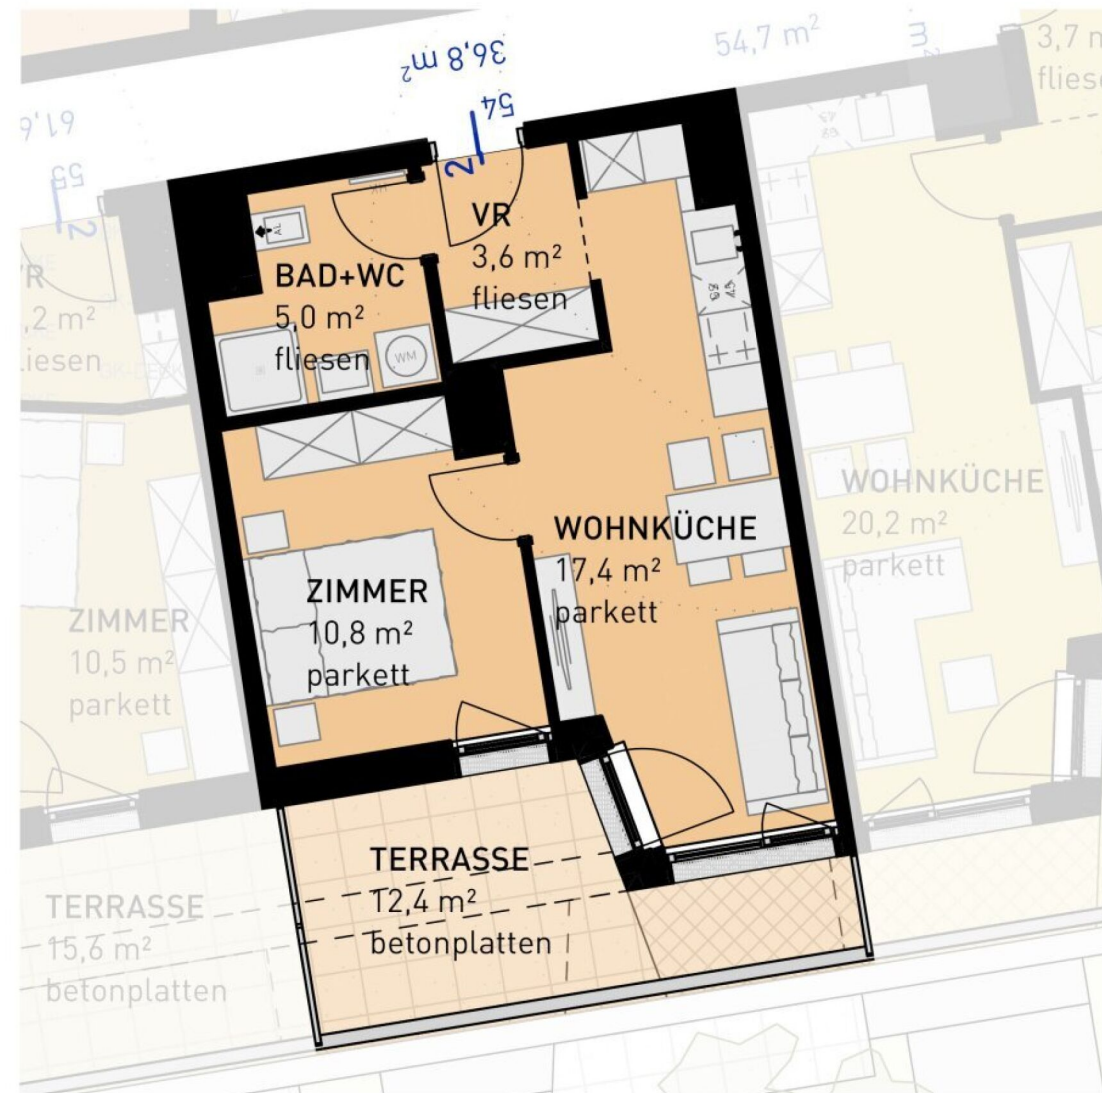 54,7 m²
3,7 m
36,8 m²
54
2
61,6
55
2
VR
3,6 m²
fliesen
BAD+WC
5,0 m²
fliesen
AL
WM
,2 m²
liesen
WOHNKÜCHE
17,4 m²
parkett
WOHNKÜCHE
20,2 m²
parkett
ZIMMER
10,8 m²
parkett
ZIMMER
10,5 m²
parkett
TERRASSE
12,4 m²
betonplatten
TERRASSE
15,6 m²
betonplatten